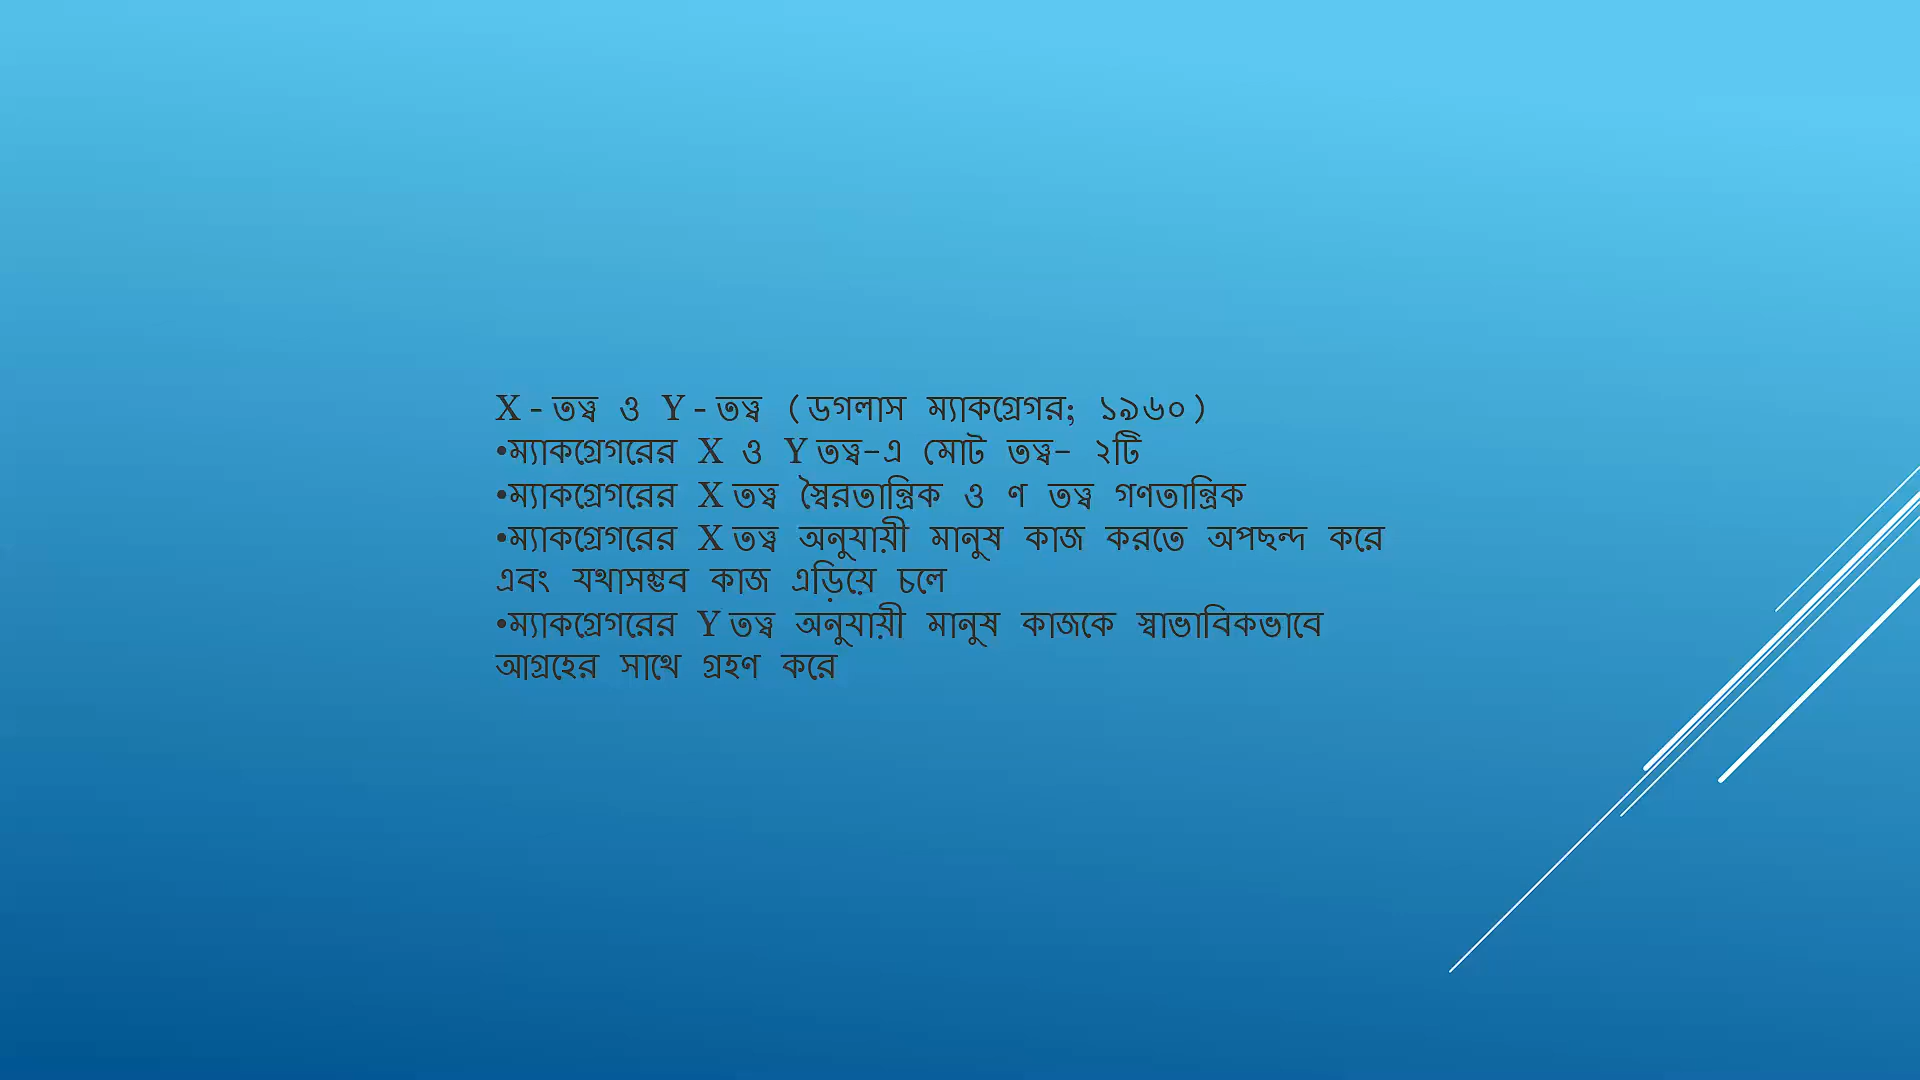 X - তত্ত্ব ও Y - তত্ত্ব (ডগলাস ম্যাকগ্রেগর; ১৯৬০)
•ম্যাকগ্রেগরের X ও Y তত্ত্ব-এ মোট তত্ত্ব- ২টি
•ম্যাকগ্রেগরের X তত্ত্ব স্বৈরতান্ত্রিক ও ণ তত্ত্ব গণতান্ত্রিক
•ম্যাকগ্রেগরের X তত্ত্ব অনুযায়ী মানুষ কাজ করতে অপছন্দ করে
এবং যথাসম্ভব কাজ এড়িয়ে চলে
•ম্যাকগ্রেগরের Y তত্ত্ব অনুযায়ী মানুষ কাজকে স্বাভাবিকভাবে
আগ্রহের সাথে গ্রহণ করে